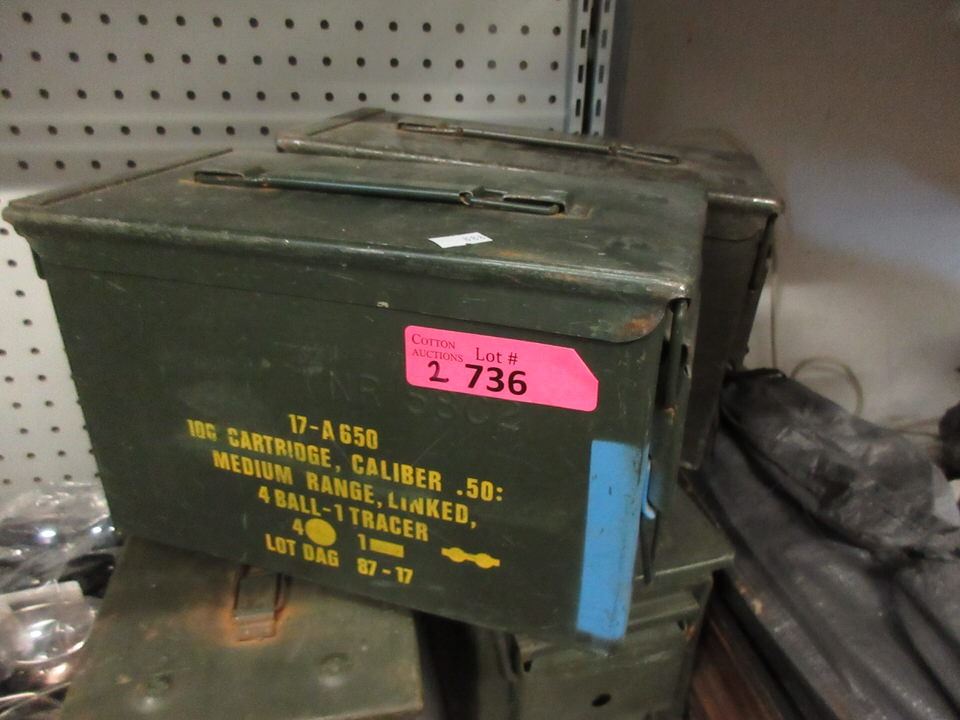 COTTON
AUCTIONS Lot #
2 736
17-A 650
100 CARTRIDGE, CALIBER .50:
MEDIUM RANGE, LINKED,
4 BALL-1 TRACER
4 1
LOT DAG 87-17